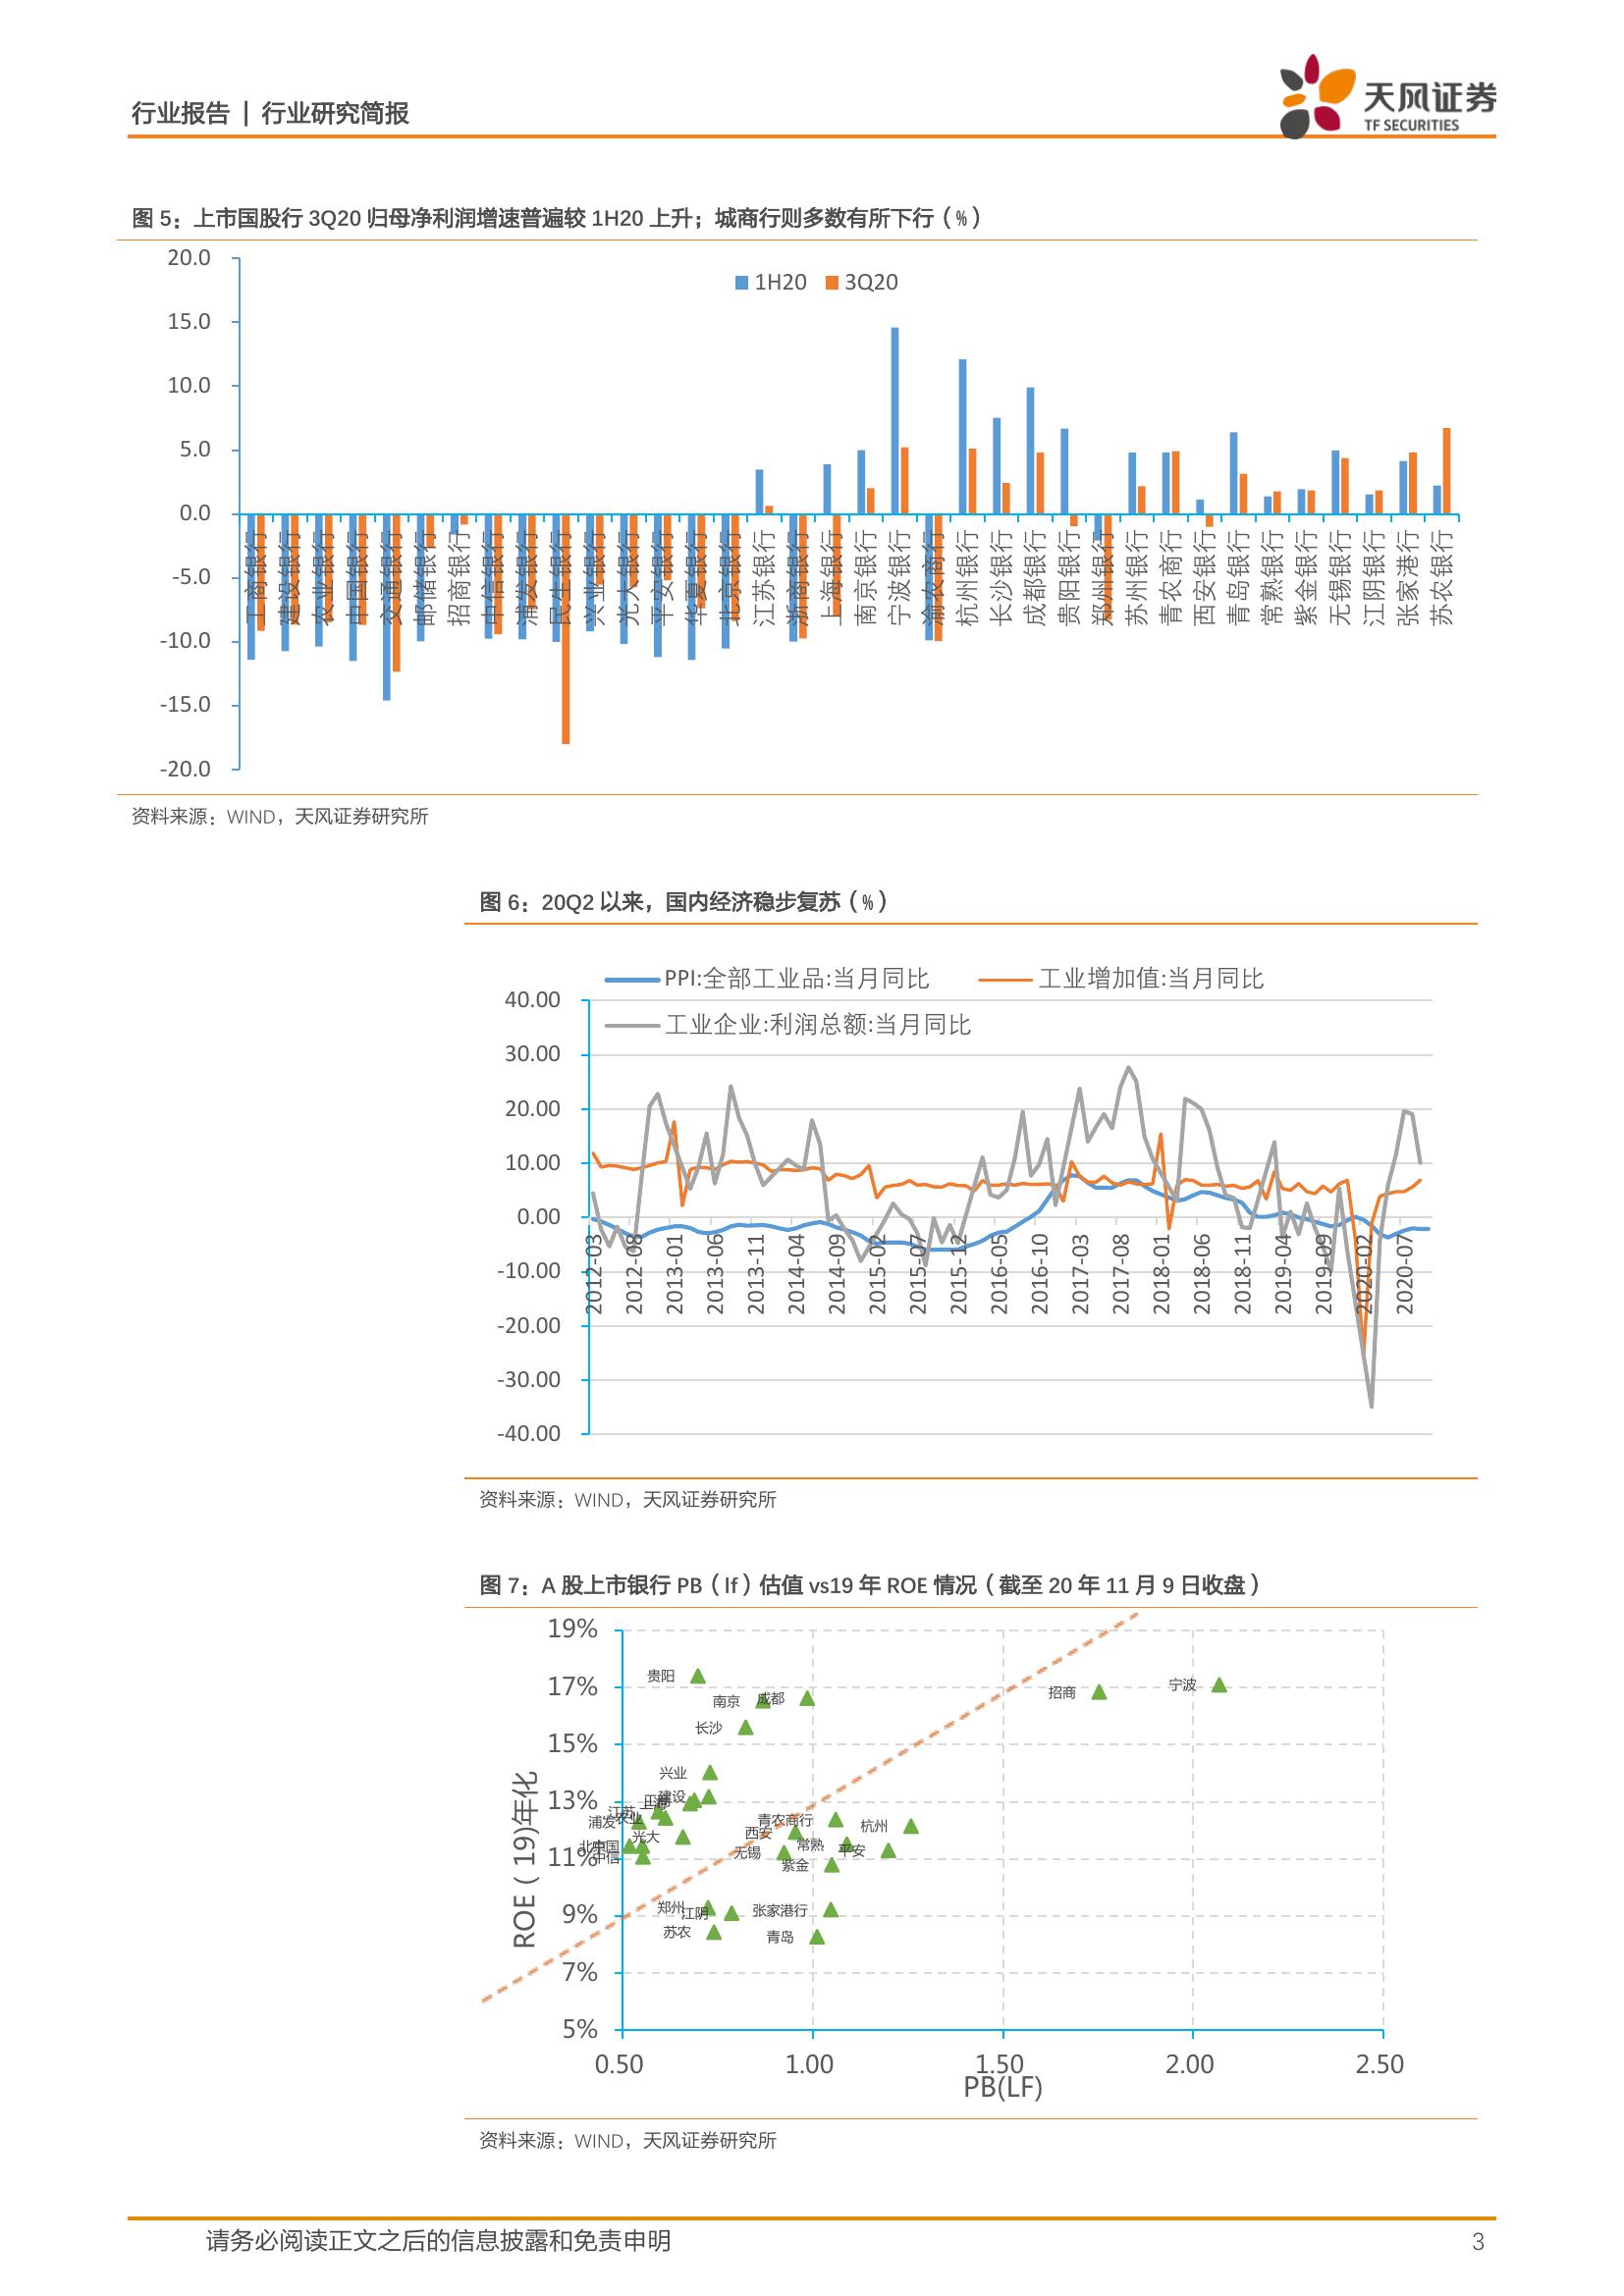 行业报告 | 行业研究简报
天风证券
TF SECURITIES
图 5：上市国股行 3Q20 归母净利润增速普遍较 1H20 上升；城商行则多数有所下行（%）
1H20 3Q20
20.0
15.0
10.0
5.0
0.0
-5.0
-10.0
-15.0
-20.0
工商银行
建设银行
农业银行
中国银行
交通银行
邮储银行
招商银行
中信银行
浦发银行
民生银行
兴业银行
光大银行
平安银行
华夏银行
北京银行
江苏银行
浙商银行
上海银行
南京银行
宁波银行
渝农商行
杭州银行
长沙银行
成都银行
贵阳银行
郑州银行
苏州银行
青农商行
西安银行
青岛银行
常熟银行
紫金银行
无锡银行
江阴银行
张家港行
苏农银行
资料来源：WIND，天风证券研究所
图 6：20Q2 以来，国内经济稳步复苏（%）
PPI:全部工业品:当月同比 工业增加值:当月同比
工业企业:利润总额:当月同比
40.00
30.00
20.00
10.00
0.00
-10.00
-20.00
-30.00
-40.00
2012-03
2012-08
2013-01
2013-06
2013-11
2014-04
2014-09
2015-02
2015-07
2015-12
2016-05
2016-10
2017-03
2017-08
2018-01
2018-06
2018-11
2019-04
2019-09
2020-02
2020-07
资料来源：WIND，天风证券研究所
图 7：A 股上市银行 PB（lf）估值 vs19 年 ROE 情况（截至 20 年 11 月 9 日收盘）
ROE（19)年化
19%
17%
15%
13%
11%
9%
7%
5%
贵阳
宁波
招商
成都
南京
长沙
兴业
建设
江苏
农业
浦发
光大
中国
中信
青农商行
杭州
西安
常熟
平安
无锡
紫金
郑州
江阴
张家港行
苏农
青岛
0.50 1.00 1.50 2.00 2.50
PB(LF)
资料来源：WIND，天风证券研究所
请务必阅读正文之后的信息披露和免责申明 3